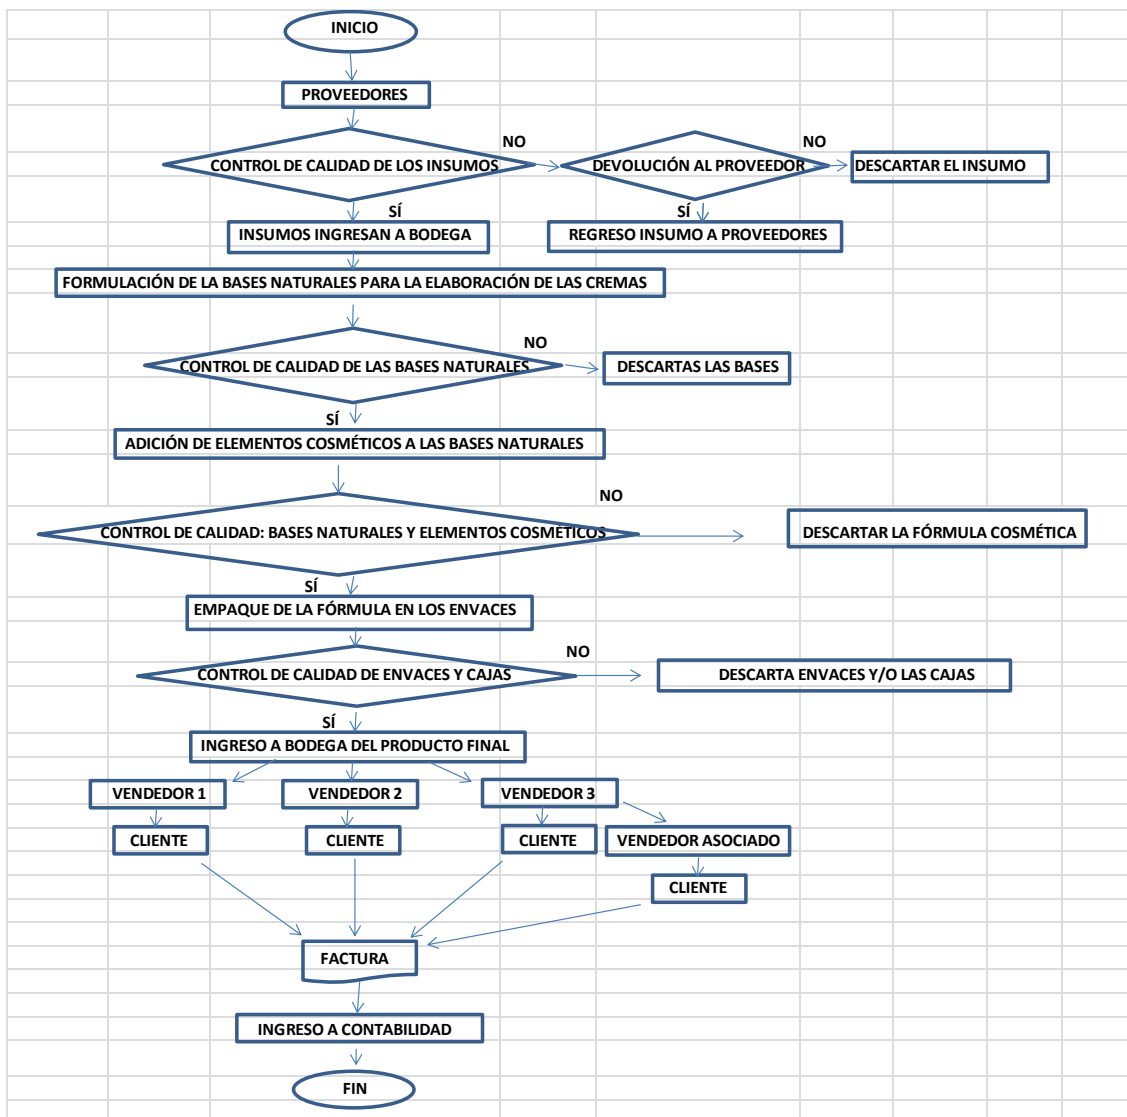 INICIO
PROVEEDORES
NO
NO
CONTROL DE CALIDAD DE LOS INSUMOS
DEVOLUCIÓN AL PROVEEDOR
DESCARTAR EL INSUMO
SÍ
SÍ
INSUMOS INGRESAN A BODEGA
REGRESO INSUMO A PROVEEDORES
FORMULACIÓN DE LA BASES NATURALES PARA LA ELABORACIÓN DE LAS CREMAS
NO
CONTROL DE CALIDAD DE LAS BASES NATURALES
DESCARTAS LAS BASES
SÍ
ADICIÓN DE ELEMENTOS COSMÉTICOS A LAS BASES NATURALES
NO
CONTROL DE CALIDAD: BASES NATURALES Y ELEMENTOS COSMÉTICOS
DESCARTAR LA FÓRMULA COSMÉTICA
SÍ
EMPAQUE DE LA FÓRMULA EN LOS ENVACES
NO
CONTROL DE CALIDAD DE ENVACES Y CAJAS
DESCARTA ENVACES Y/O LAS CAJAS
SÍ
INGRESO A BODEGA DEL PRODUCTO FINAL
VENDEDOR 1
VENDEDOR 2
VENDEDOR 3
CLIENTE
CLIENTE
CLIENTE
VENDEDOR ASOCIADO
CLIENTE
FACTURA
INGRESO A CONTABILIDAD
FIN